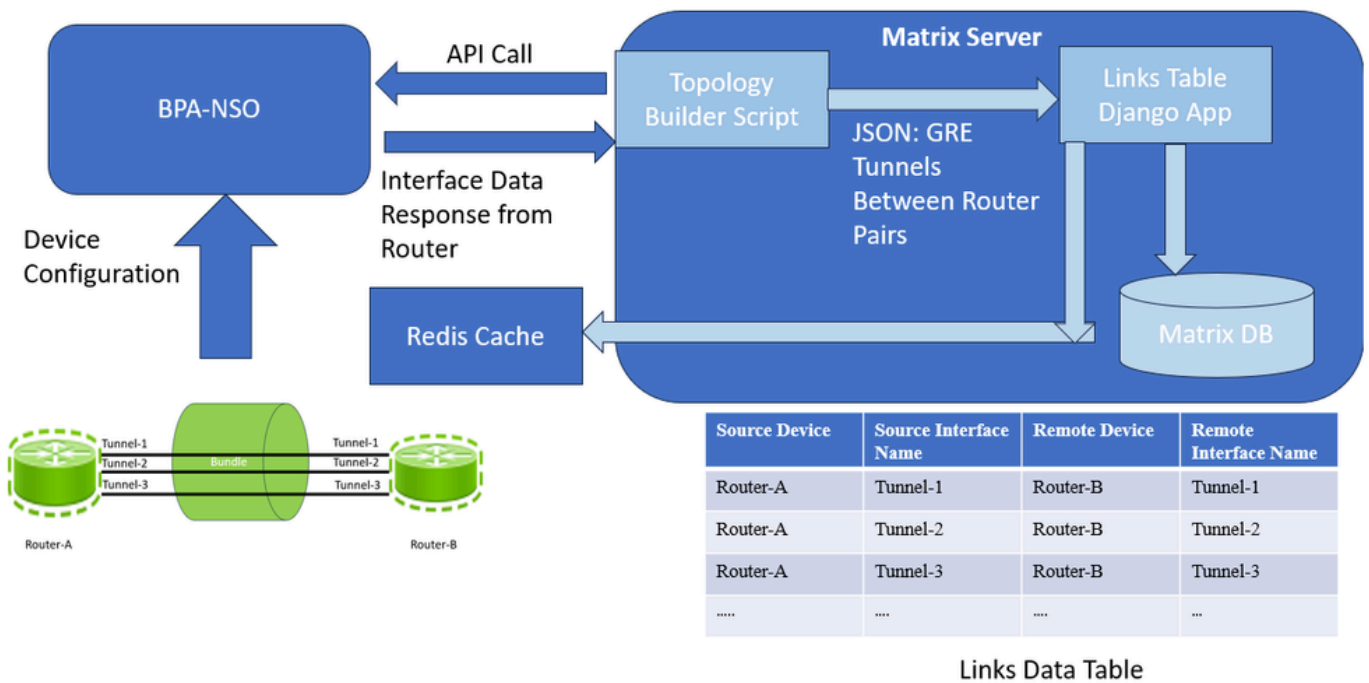 Matrix Server
BPA-NSO
API Call
Topology
Builder Script
Links Table
Django App
JSON: GRE
Tunnels
Between Router
Pairs
Interface Data
Response from
Router
Device
Configuration
Redis Cache
Matrix DB
Tunnel-1
Tunnel-2
Tunnel-3
Bundle
Tunnel-1
Tunnel-2
Tunnel-3
Router-A
Router-B
Source Device Source Interface Remote Device Remote
Name Interface Name
Router-A Tunnel-1 Router-B Tunnel-1
Router-A Tunnel-2 Router-B Tunnel-2
Router-A Tunnel-3 Router-B Tunnel-3
..... .... .... ...
Links Data Table